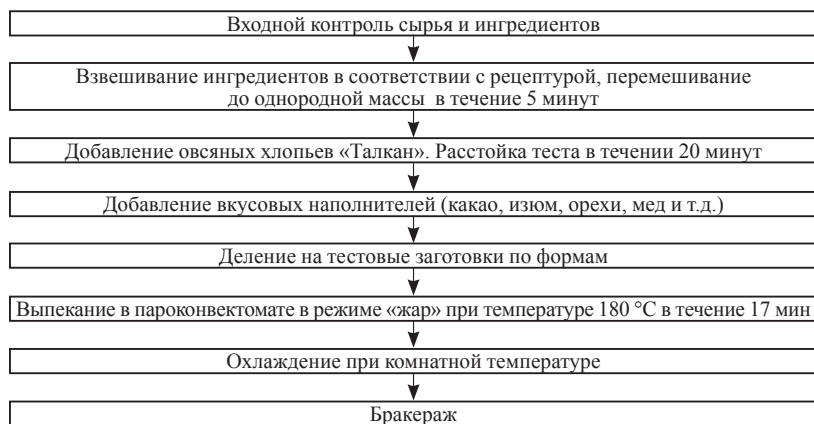 Входной контроль сырья и ингредиентов
Взвешивание ингредиентов в соответствии с рецептурой, перемешивание
до однородной массы в течение 5 минут
Добавление овсяных хлопьев «Талкан». Расстойка теста в течении 20 минут
Добавление вкусовых наполнителей (какао, изюм, орехи, мед и т.д.)
Деление на тестовые заготовки по формам
Выпекание в пароконвектомате в режиме «жар» при температуре 180 °С в течение 17 мин
Охлаждение при комнатной температуре
Бракераж